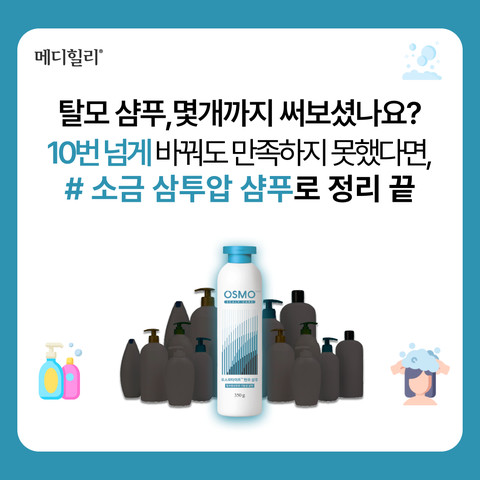 메디힐리®
탈모 샴푸,몇개까지 써보셨나요?
10번 넘게 바꿔도 만족하지 못했다면,
# 소금 삼투압 샴푸로 정리 끝
OSMO